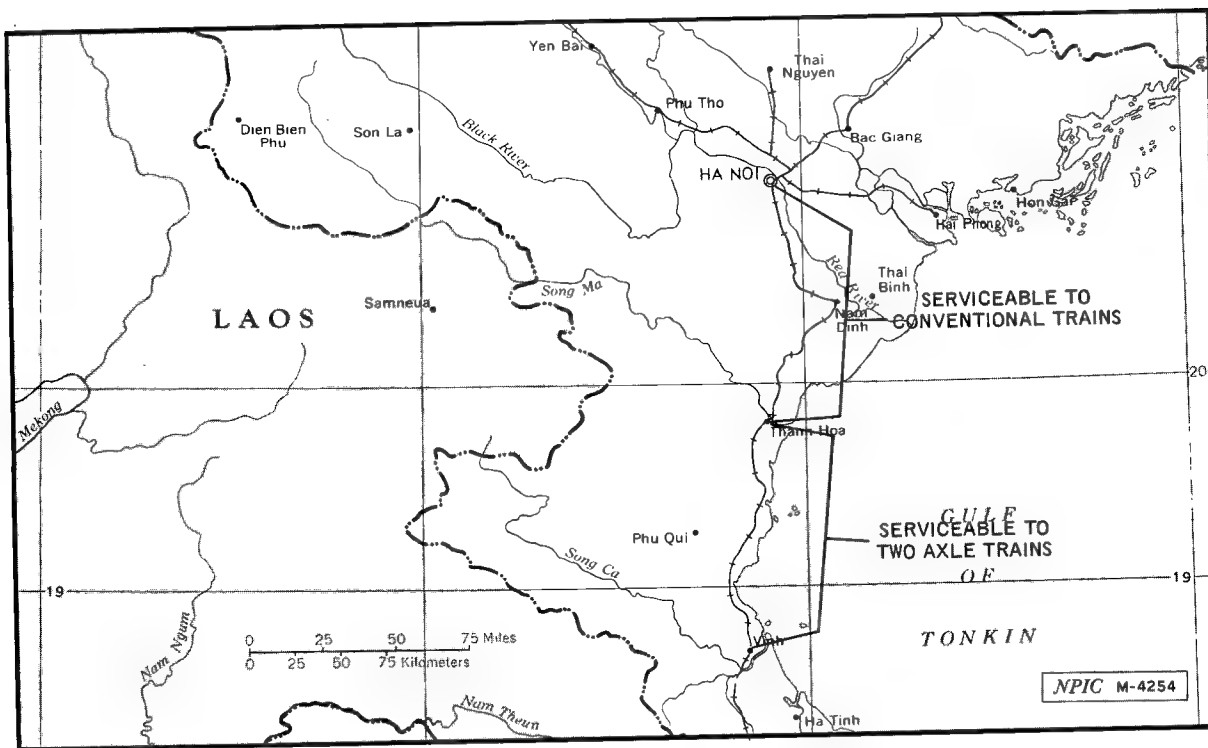 Yen Bai
Thai
Nguyen
Phu Tho
Dien Bien
Phu
Son La
Black River
Bac Giang
HA NOI
Hon Gai
Hai Phong
Red River
Thai
Binh
Song Ma
Samneua
LAOS
SERVICEABLE TO
CONVENTIONAL TRAINS
Nam
Dinh
20
Mekong
Thanh Hoa
GULF
SERVICEABLE TO
TWO AXLE TRAINS
OF
Phu Qui
Song Ca
19
19
0 25 50 75 Miles
0 25 50 75 Kilometers
Vinh
TONKIN
Nam Ngum
Nam Theun
NPIC M-4254
Ha Tinh